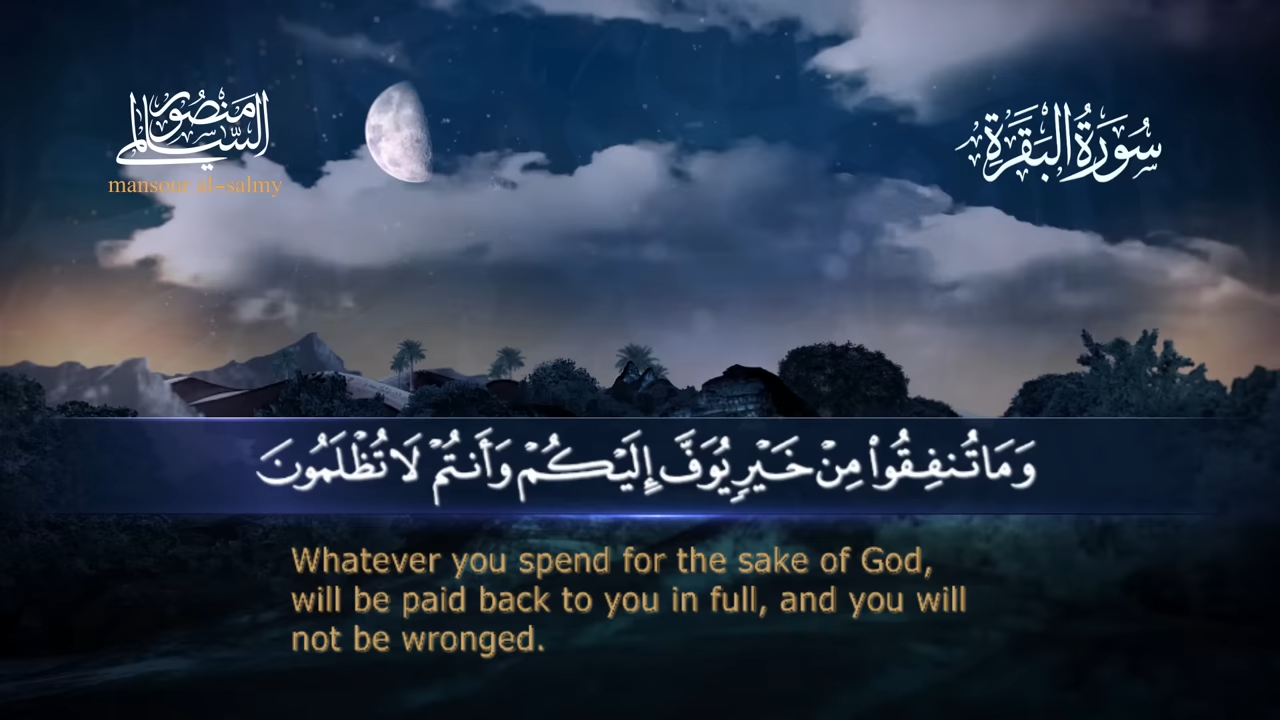 منصور السالمي
mansour al-salmy
سُورَةُ البَقَرَةِ
وَمَا تُنفِقُوا۟ مِنْ خَيْرٍ يُوَفَّ إِلَيْكُمْ وَأَنتُمْ لَا تُظْلَمُونَ
Whatever you spend for the sake of God,
will be paid back to you in full, and you will
not be wronged.